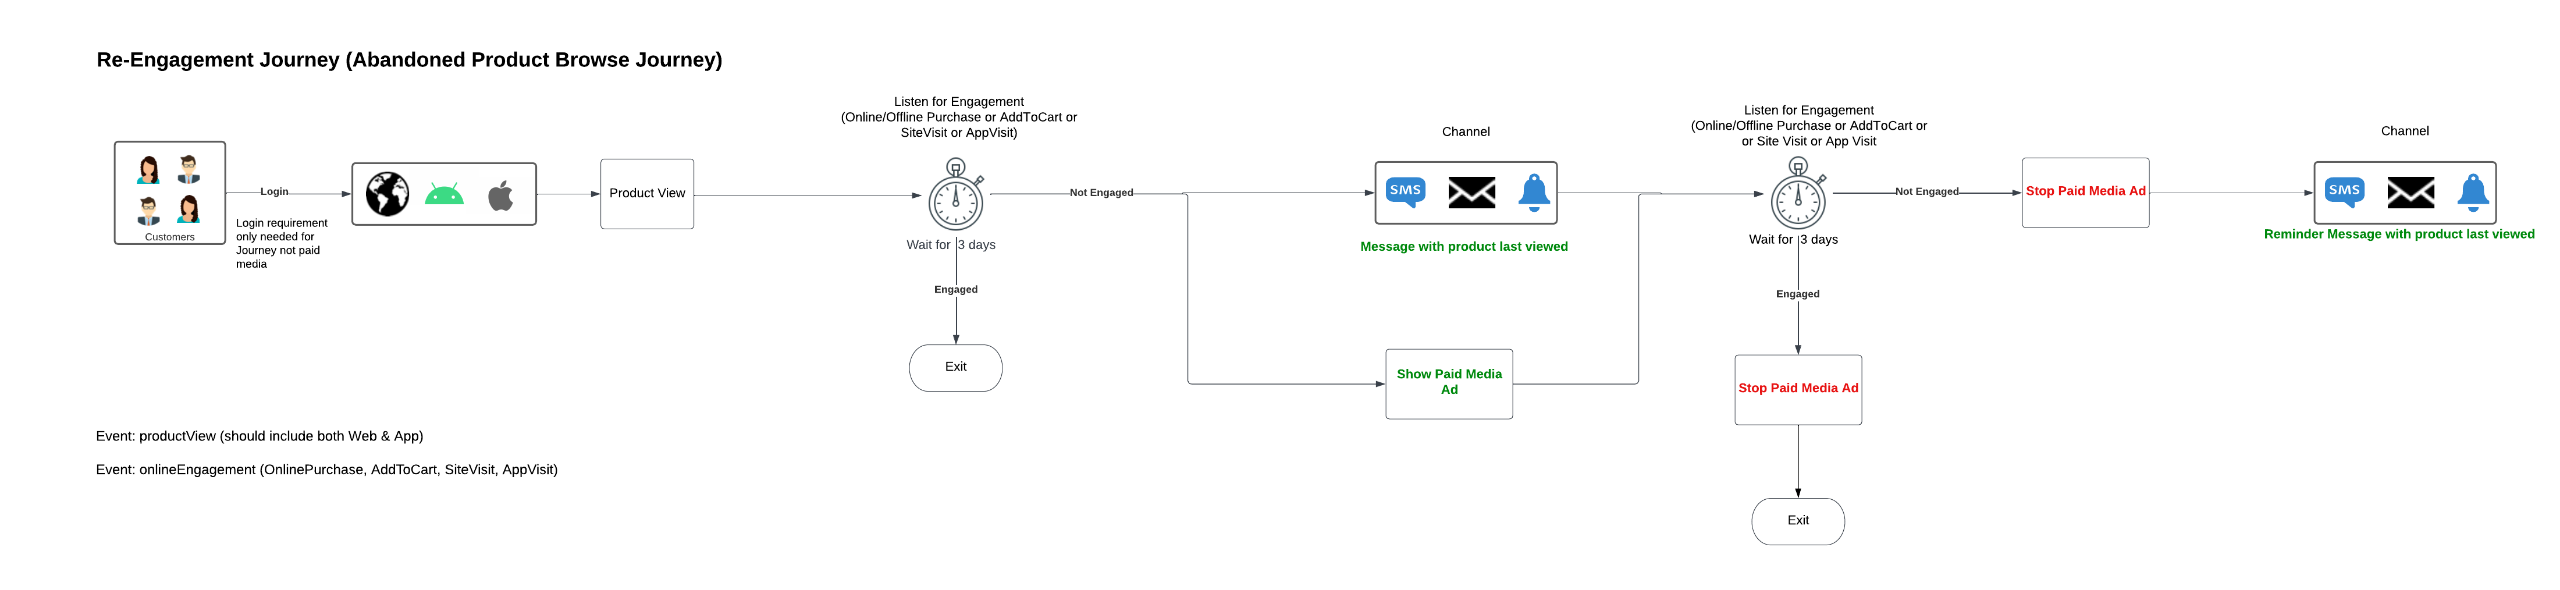 Re-Engagement Journey (Abandoned Product Browse Journey)
Customers
Login
Login requirement
only needed for
Journey not paid
media
Product View
Listen for Engagement
(Online/Offline Purchase or AddToCart or
SiteVisit or AppVisit)
Wait for 3 days
Engaged
Exit
Not Engaged
Channel
SMS
Message with product last viewed
Show Paid Media
Ad
Listen for Engagement
(Online/Offline Purchase or AddToCart or
or Site Visit or App Visit
Wait for 3 days
Engaged
Stop Paid Media Ad
Exit
Not Engaged
Stop Paid Media Ad
Channel
SMS
Reminder Message with product last viewed
Event: productView (should include both Web & App)
Event: onlineEngagement (OnlinePurchase, AddToCart, SiteVisit, AppVisit)